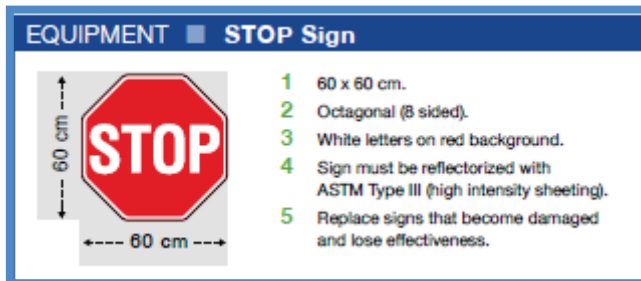 EQUIPMENT ■ STOP Sign
60 cm
STOP
60 cm
1 60 x 60 cm.
2 Octagonal (8 sided).
3 White letters on red background.
4 Sign must be reflectorized with
ASTM Type III (high intensity sheeting).
5 Replace signs that become damaged
and lose effectiveness.